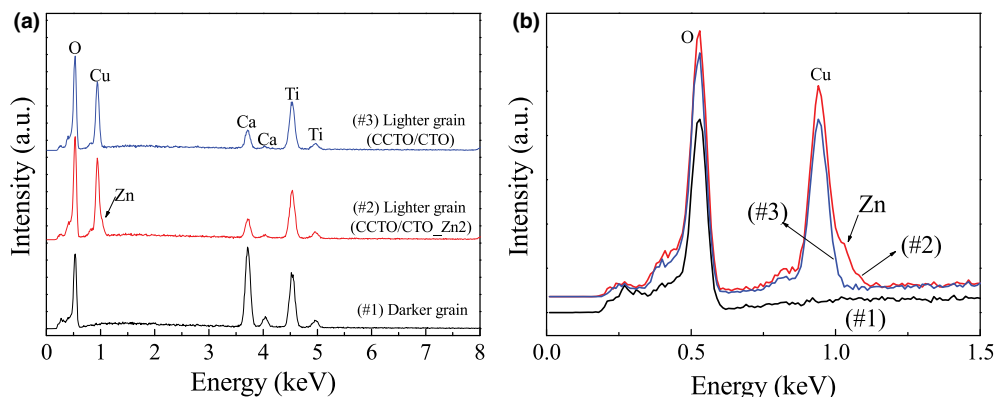 (a)
Intensity (a.u.)
O
Cu
Ca
Ca
Ti
Ti
(#3) Lighter grain
(CCTO/CTO)
Zn
(#2) Lighter grain
(CCTO/CTO_Zn2)
(#1) Darker grain
0 1 2 3 4 5 6 7 8
Energy (keV)
(b)
Intensity (a.u.)
O
Cu
Zn
(#3)
(#2)
(#1)
0.0 0.5 1.0 1.5
Energy (keV)